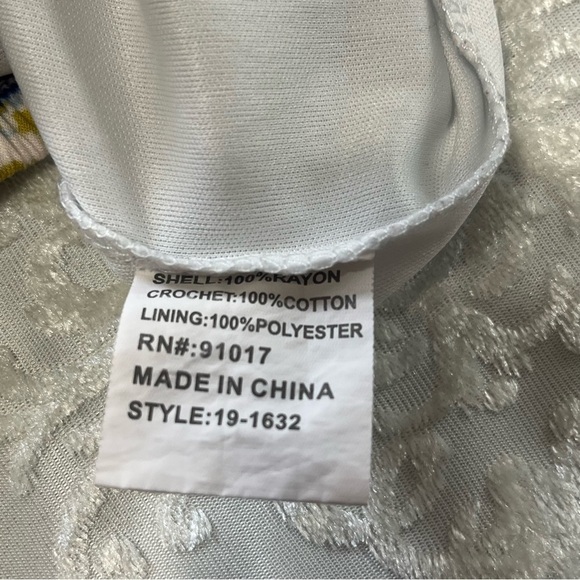 SHELL:100%RAYON
CROCHET:100%COTTON
LINING:100%POLYESTER
RN#:91017
MADE IN CHINA
STYLE:19-1632